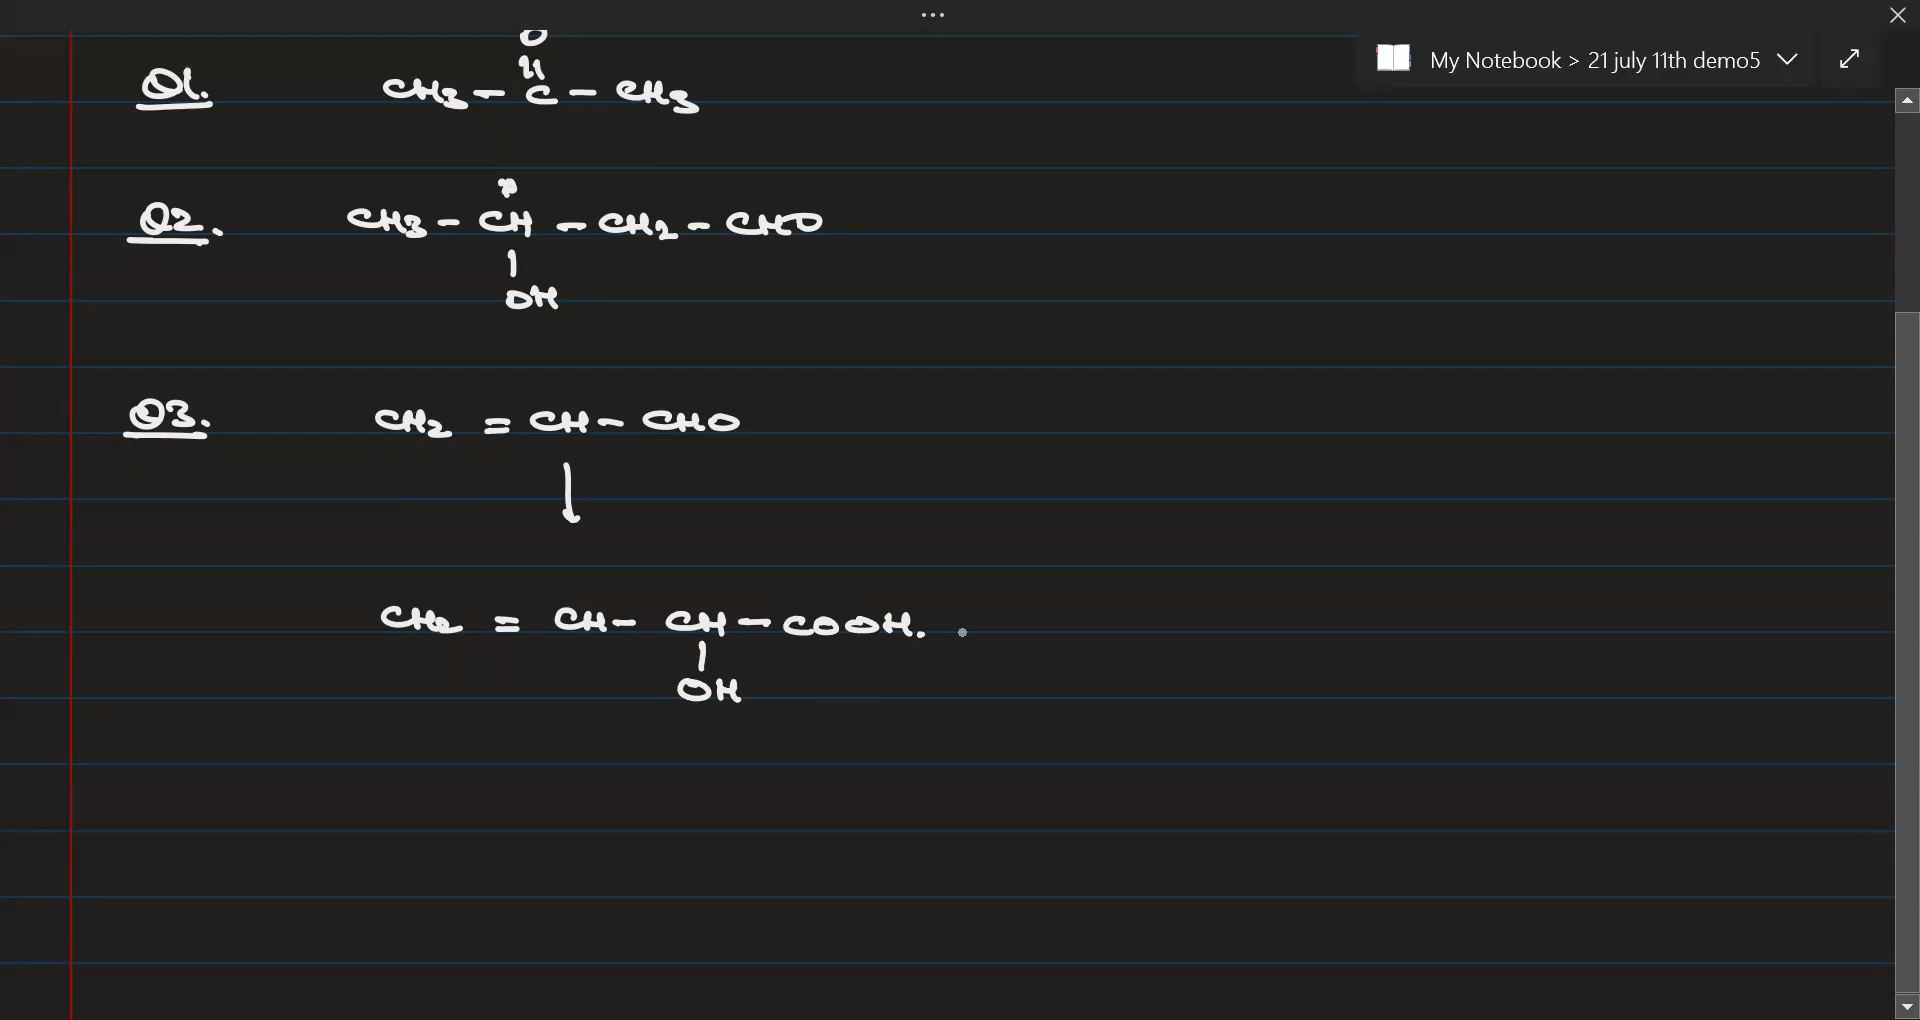 ...
My Notebook > 21 july 11th demo5
O
||
Q1. CH3 - C - CH3
Q2. CH3 - CH - CH2 - CHO
|
OH
Q3. CH2 = CH - CHO
↓
CH2 = CH - CH - COOH.
|
OH